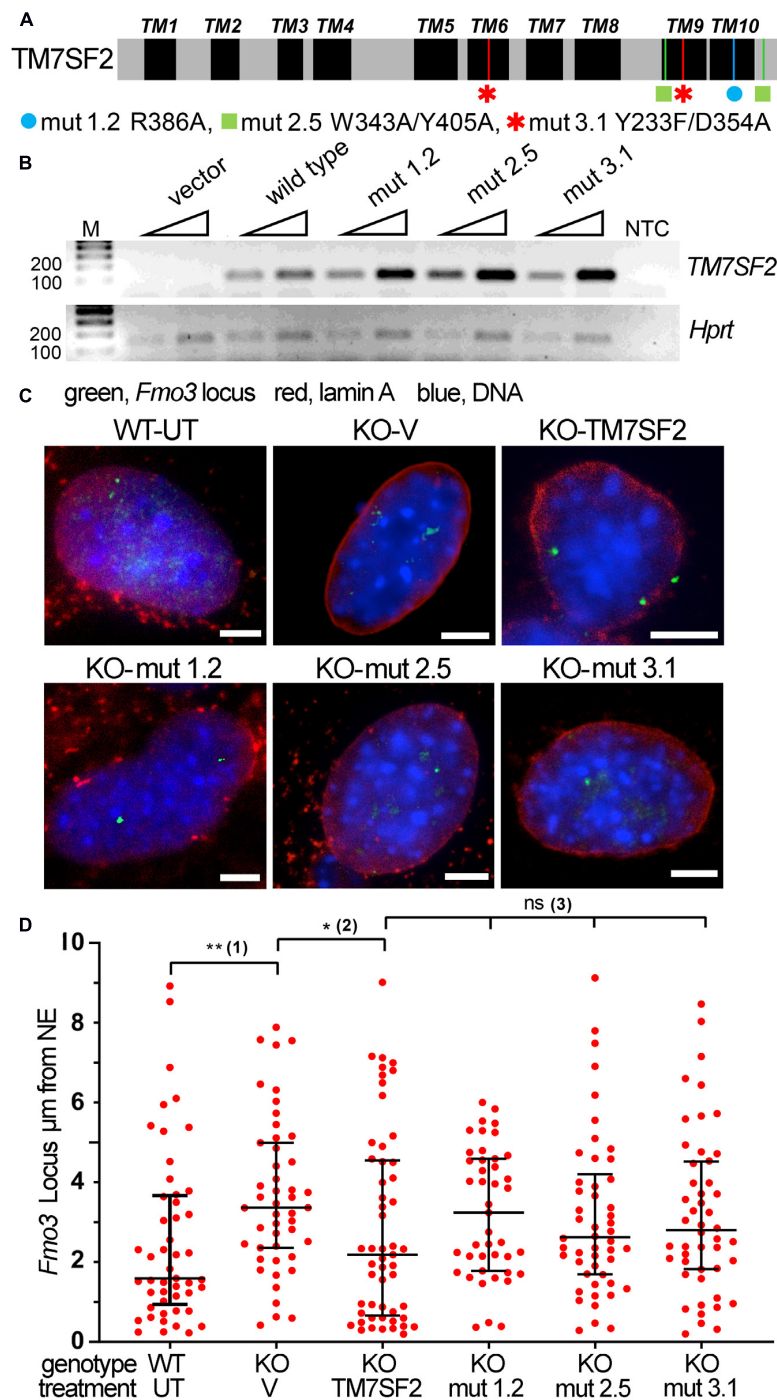 A
TM1 TM2 TM3 TM4 TM5 TM6 TM7 TM8 TM9 TM10
TM7SF2
mut 1.2 R386A, mut 2.5 W343A/Y405A, mut 3.1 Y233F/D354A
B
vector wild type mut 1.2 mut 2.5 mut 3.1
M NTC
200
100
TM7SF2
200
100
Hprt
C
green, Fmo3 locus red, lamin A blue, DNA
WT-UT KO-V KO-TM7SF2
KO-mut 1.2 KO-mut 2.5 KO-mut 3.1
D
ns (3)
** (1) * (2)
10
8
6
4
2
0
Fmo3 Locus µm from NE
genotype WT KO KO KO KO KO
treatment UT V TM7SF2 mut 1.2 mut 2.5 mut 3.1